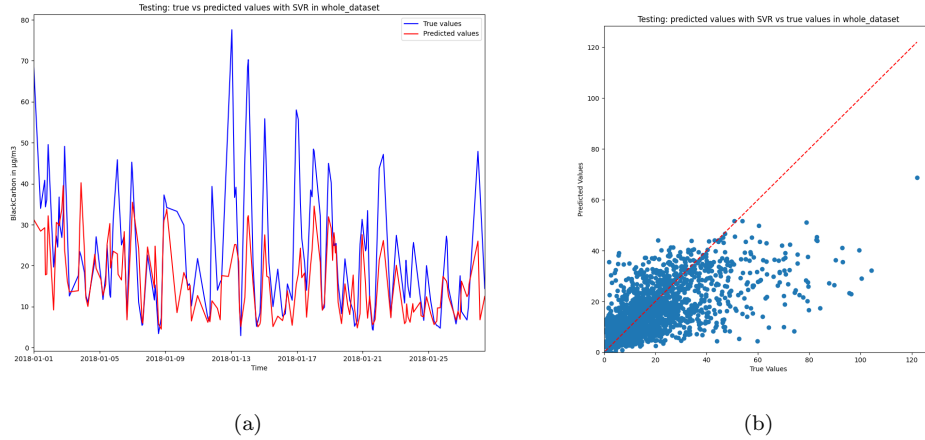 Testing: true vs predicted values with SVR in whole_dataset
True values
Predicted values
80
70
60
50
40
30
20
10
0
BlackCarbon in µg/m3
2018-01-01 2018-01-05 2018-01-09 2018-01-13 2018-01-17 2018-01-21 2018-01-25
Time
(a)
Testing: predicted values with SVR vs true values in whole_dataset
120
100
80
60
40
20
0
Predicted Values
0 20 40 60 80 100 120
True Values
(b)